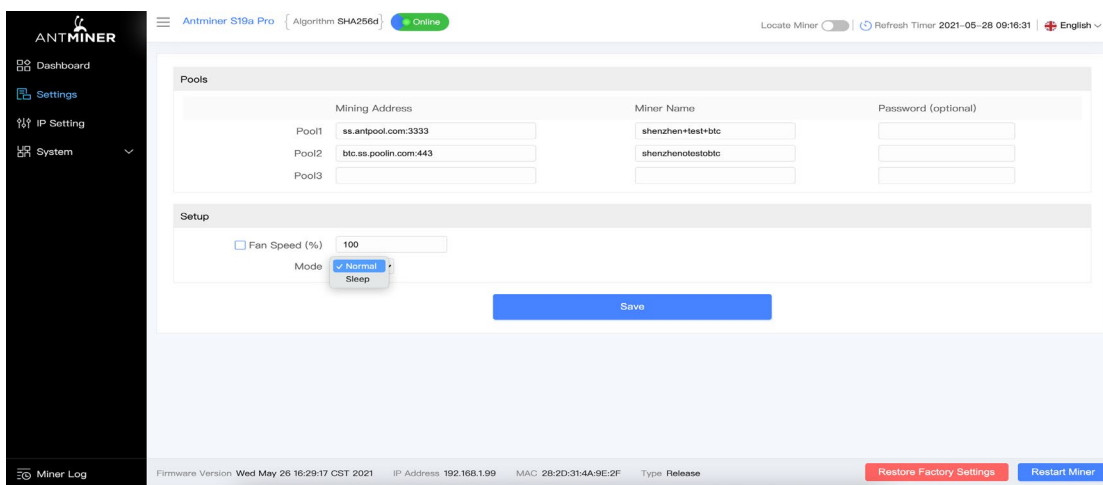 ANTMINER
Antminer S19a Pro { Algorithm SHA256d } Online
Locate Miner Refresh Timer 2021-05-28 09:16:31 English
Dashboard
Settings
IP Setting
System
Pools
Mining Address Miner Name Password (optional)
Pool1 ss.antpool.com:3333 shenzhen+test+btc
Pool2 btc.ss.poolin.com:443 shenzhenotestobtc
Pool3
Setup
Fan Speed (%) 100
Mode ✓ Normal
Sleep
Save
Miner Log
Firmware Version Wed May 26 16:29:17 CST 2021 IP Address 192.168.1.99 MAC 28:2D:31:4A:9E:2F Type Release
Restore Factory Settings Restart Miner